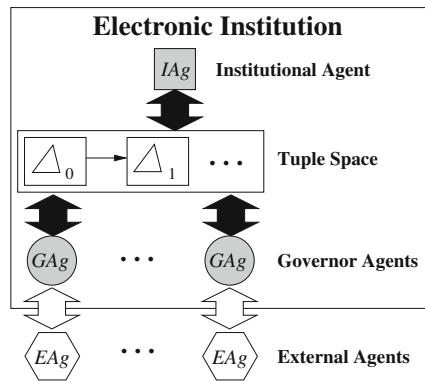 Electronic Institution
IAg Institutional Agent
Δ0 Δ1 ··· Tuple Space
GAg ··· GAg Governor Agents
EAg ··· EAg External Agents